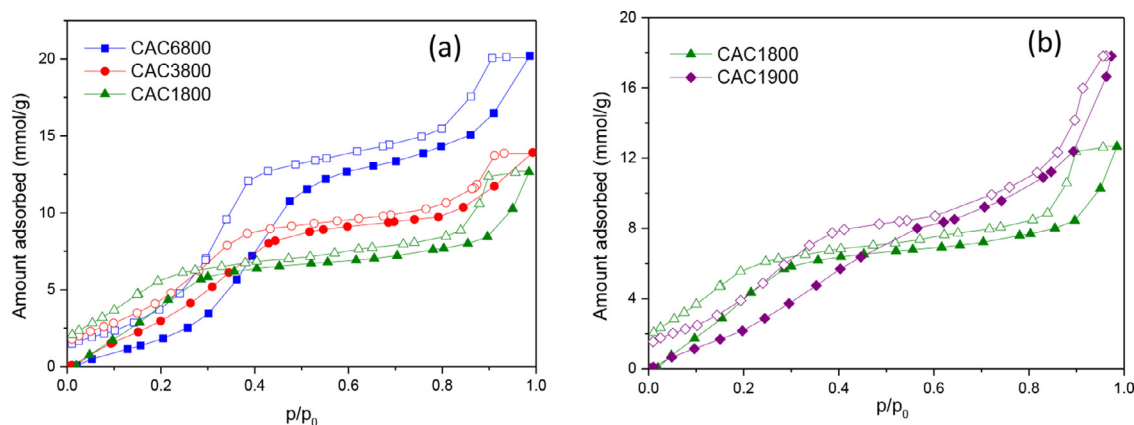 (a)
CAC6800
CAC3800
CAC1800
Amount adsorbed (mmol/g)
20
15
10
5
0
0.0 0.2 0.4 0.6 0.8 1.0
p/p0
(b)
CAC1800
CAC1900
Amount adsorbed (mmol/g)
20
16
12
8
4
0
0.0 0.2 0.4 0.6 0.8 1.0
p/p0